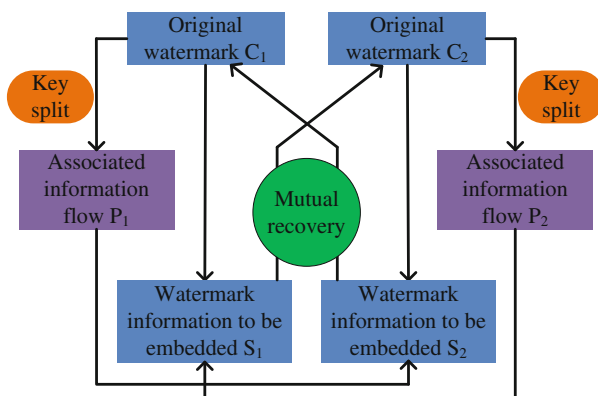 Original
watermark C₁
Original
watermark C₂
Key
split
Key
split
Associated
information
flow P₁
Mutual
recovery
Associated
information
flow P₂
Watermark
information to be
embedded S₁
Watermark
information to be
embedded S₂